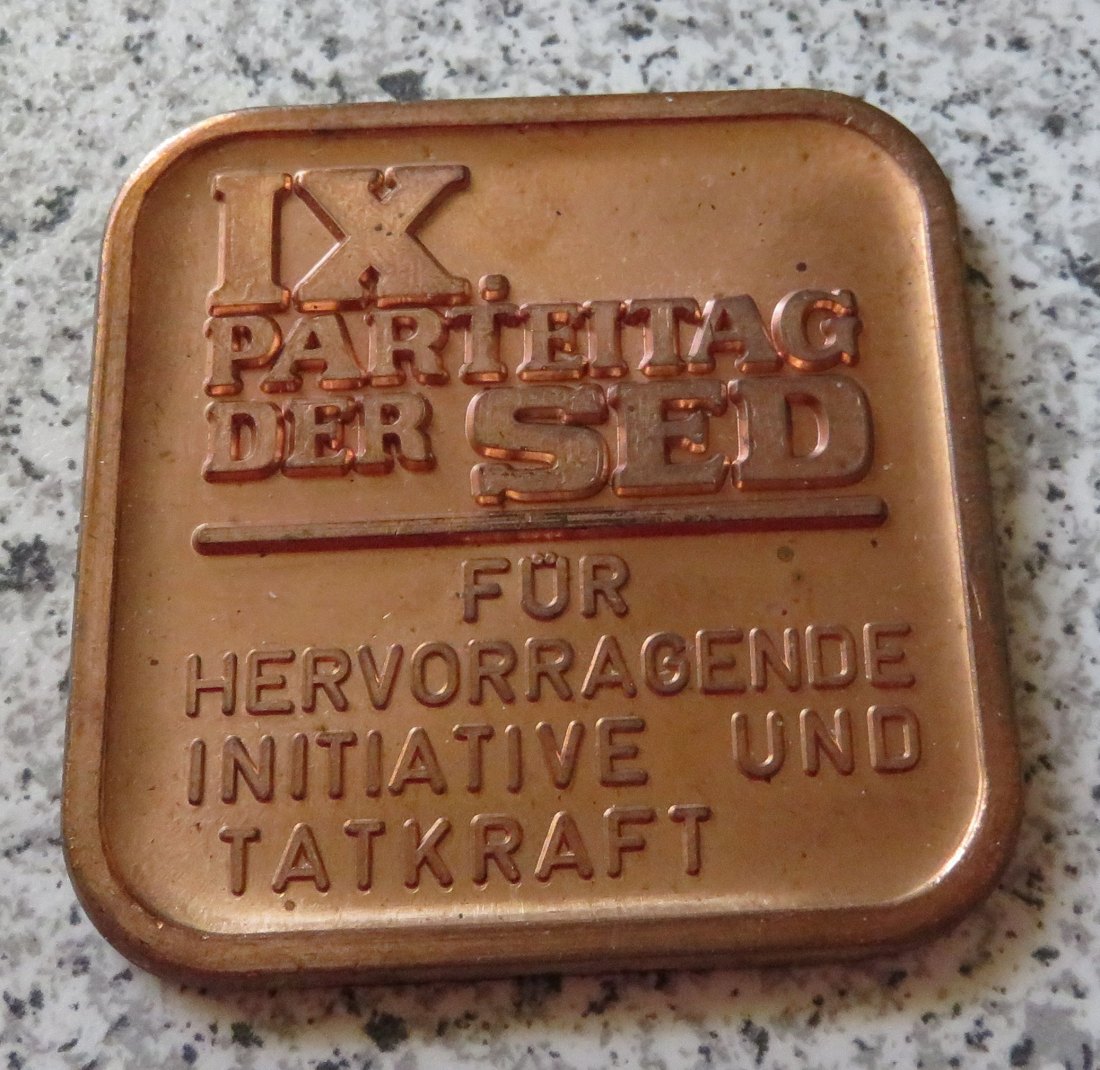 IX.
PARTEITAG
DER SED
FÜR
HERVORRAGENDE
INITIATIVE UND
TATKRAFT